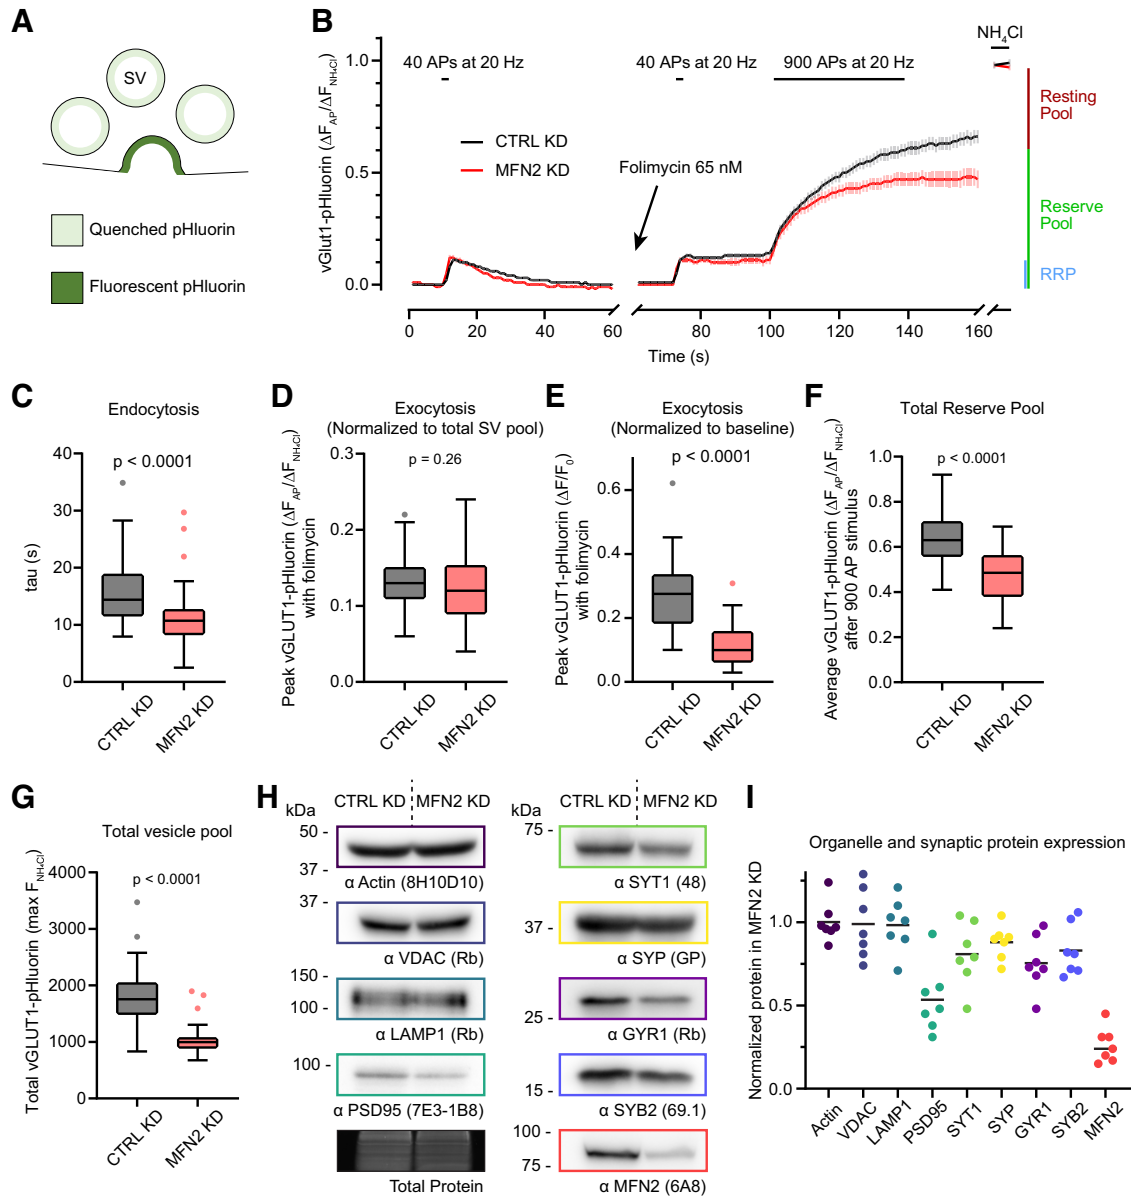 A
SV
Quenched pHluorin
Fluorescent pHluorin
B
vGlut1-pHluorin (ΔF_AP/ΔF_NH₄Cl)
1.0
0.5
0.0
40 APs at 20 Hz
40 APs at 20 Hz
900 APs at 20 Hz
NH₄Cl
CTRL KD
MFN2 KD
Folimycin 65 nM
Resting
Pool
Reserve
Pool
RRP
0 20 40 60 80 100 120 140 160
Time (s)
C
Endocytosis
p < 0.0001
tau (s)
40
30
20
10
0
CTRL KD
MFN2 KD
D
Exocytosis
(Normalized to total SV pool)
p = 0.26
Peak vGLUT1-pHluorin (ΔF_AP/ΔF_NH₄Cl)
with folimycin
0.3
0.2
0.1
0.0
CTRL KD
MFN2 KD
E
Exocytosis
(Normalized to baseline)
p < 0.0001
Peak vGLUT1-pHluorin (ΔF/F₀)
with folimycin
0.6
0.4
0.2
0.0
CTRL KD
MFN2 KD
F
Total Reserve Pool
p < 0.0001
Average vGLUT1-pHluorin (ΔF_AP/ΔF_NH₄Cl)
after 900 AP stimulus
1.0
0.8
0.6
0.4
0.2
0.0
CTRL KD
MFN2 KD
G
Total vesicle pool
p < 0.0001
Total vGLUT1-pHluorin (max F_NH₄Cl)
4000
3000
2000
1000
0
CTRL KD
MFN2 KD
H
kDa
CTRL KD MFN2 KD
50 -
37 -
α Actin (8H10D10)
37 -
α VDAC (Rb)
150 -
100 -
α LAMP1 (Rb)
100 -
α PSD95 (7E3-1B8)
Total Protein
kDa
CTRL KD MFN2 KD
75 -
α SYT1 (48)
37 -
α SYP (GP)
25 -
α GYR1 (Rb)
15 -
α SYB2 (69.1)
100 -
75 -
α MFN2 (6A8)
I
Organelle and synaptic protein expression
Normalized protein in MFN2 KD
1.0
0.5
0.0
Actin
VDAC
LAMP1
PSD95
SYT1
SYP
GYR1
SYB2
MFN2